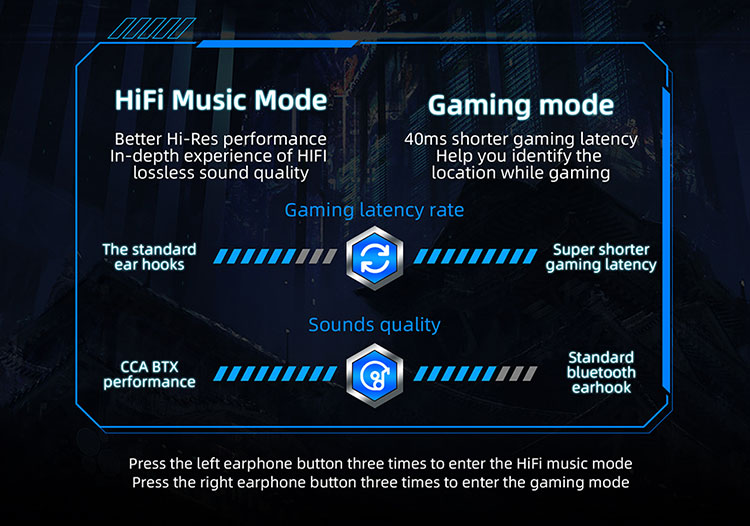 HiFi Music Mode
Better Hi-Res performance
In-depth experience of HIFI
lossless sound quality
Gaming mode
40ms shorter gaming latency
Help you identify the
location while gaming
Gaming latency rate
The standard
ear hooks
Super shorter
gaming latency
Sounds quality
CCA BTX
performance
Standard
bluetooth
earhook
Press the left earphone button three times to enter the HiFi music mode
Press the right earphone button three times to enter the gaming mode